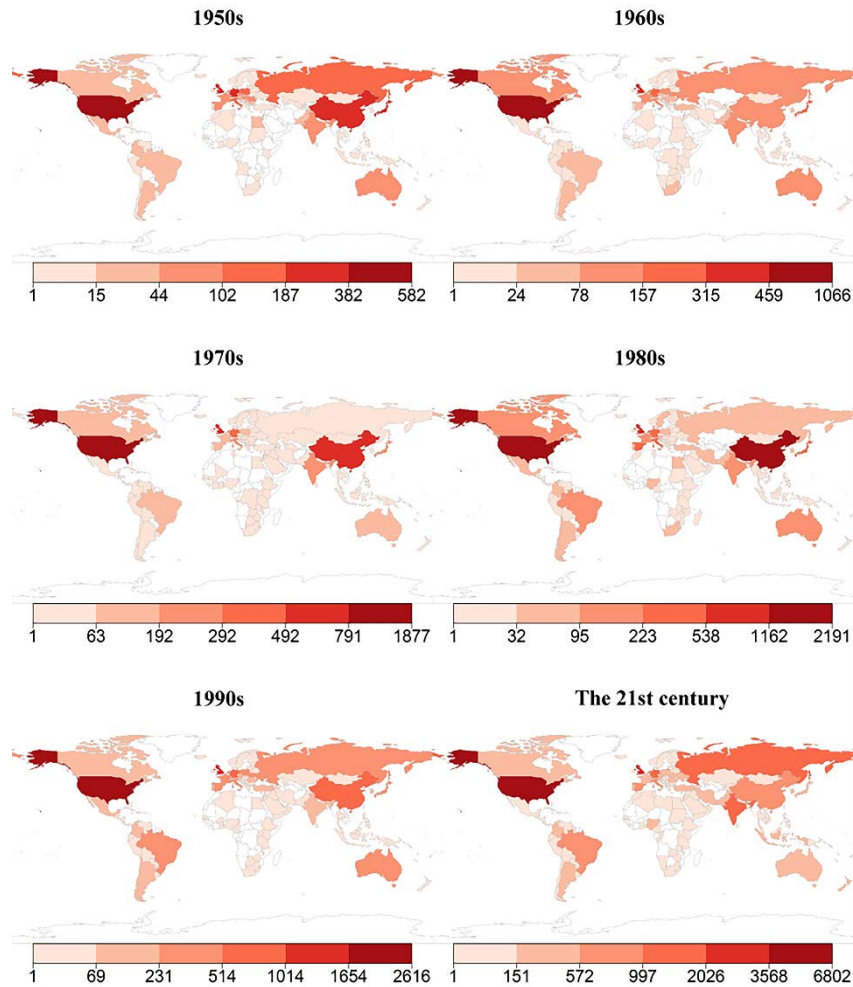 1950s
1960s
1 15 44 102 187 382 582
1 24 78 157 315 459 1066
1970s
1980s
1 63 192 292 492 791 1877
1 32 95 223 538 1162 2191
1990s
The 21st century
1 69 231 514 1014 1654 2616
1 151 572 997 2026 3568 6802